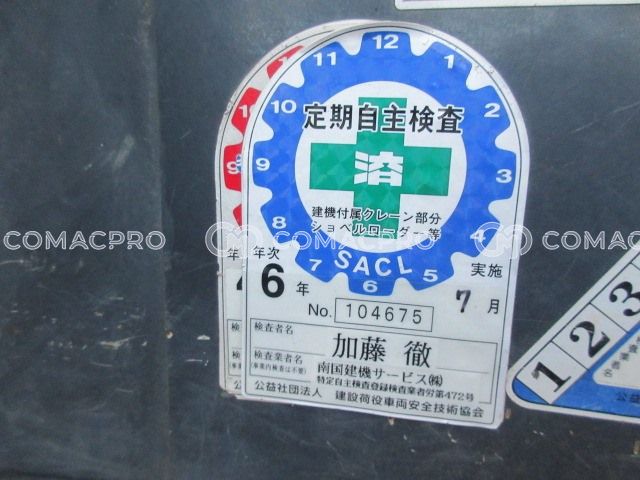 12
11 1
10 2
9 3
8 4
7 5
6
定期自主検査
済
建機付属クレーン部分
ショベルローダー等
SACL
COMACPRO COMACPRO COMACPRO
年次 実施
6年 7月
No. 104675
検査者名 加藤 徹
検査業者名 南国建機サービス㈱
(事業内検査は不要) 特定自主検査登録検査業者労第472号
公益社団法人 建設荷役車両安全技術協会
1 2 3
公益